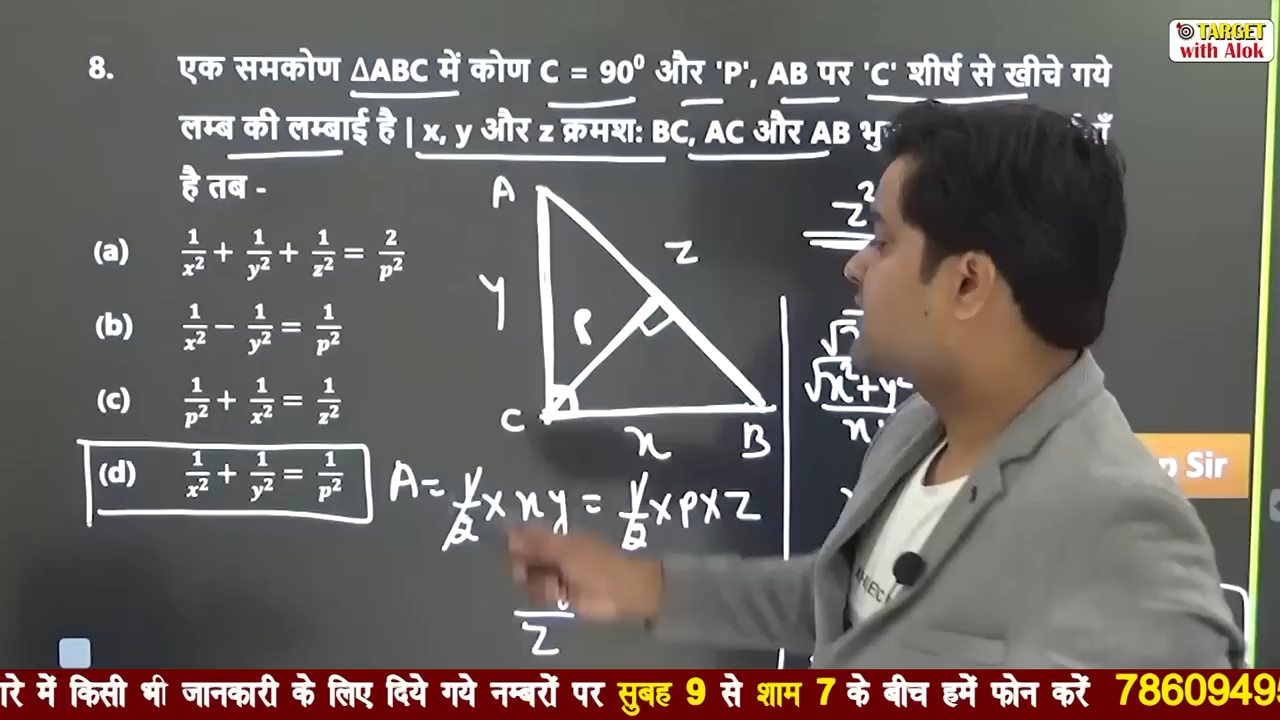 TARGET
with Alok
8. एक समकोण ΔABC में कोण C = 90⁰ और 'P', AB पर 'C' शीर्ष से खीचे गये
लम्ब की लम्बाई है | x, y और z क्रमश: BC, AC और AB
है तब -
(a) 1/x² + 1/y² + 1/z² = 2/p²
(b) 1/x² − 1/y² = 1/p²
(c) 1/p² + 1/x² = 1/z²
(d) 1/x² + 1/y² = 1/p²
A
y
z
P
C
x
B
z²
√x²+y²
A = 1/2 × x y = 1/2 × P × z
z
Sir
में किसी भी जानकारी के लिए दिये गये नम्बरों पर सुबह 9 से शाम 7 के बीच हमें फोन करें 7860949